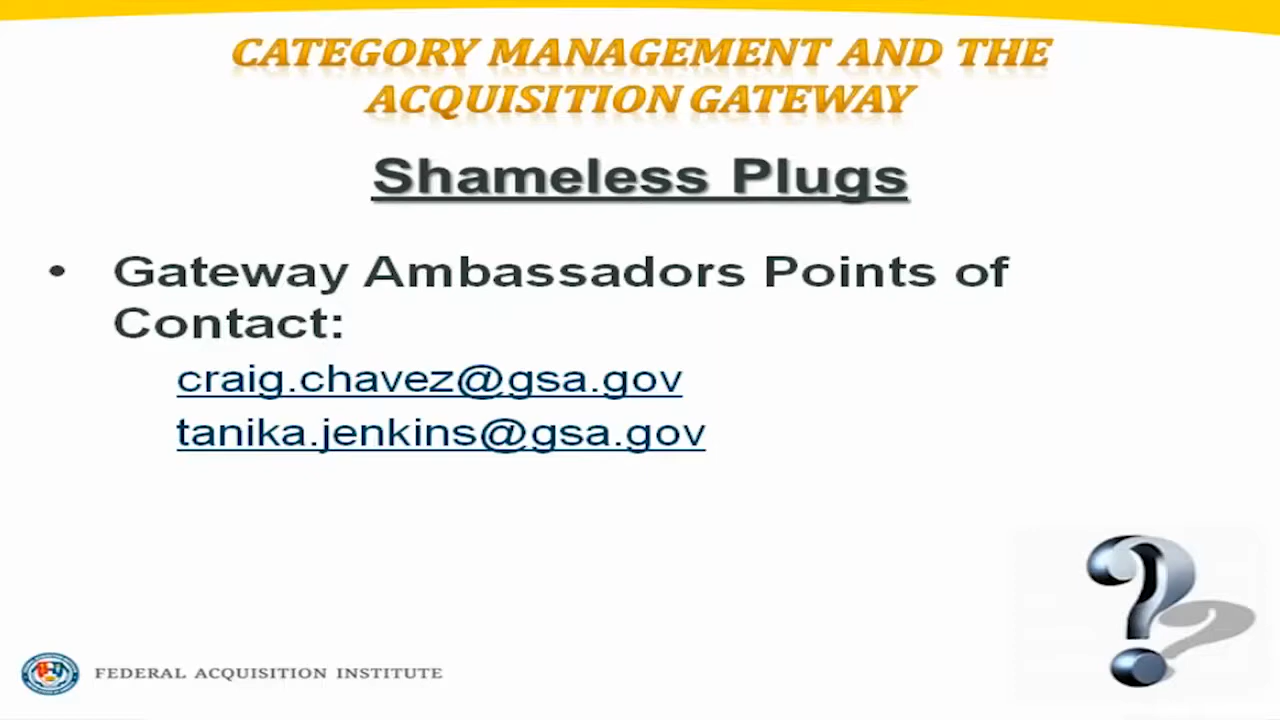 CATEGORY MANAGEMENT AND THE
ACQUISITION GATEWAY
Shameless Plugs
• Gateway Ambassadors Points of
Contact:
craig.chavez@gsa.gov
tanika.jenkins@gsa.gov
FEDERAL ACQUISITION INSTITUTE